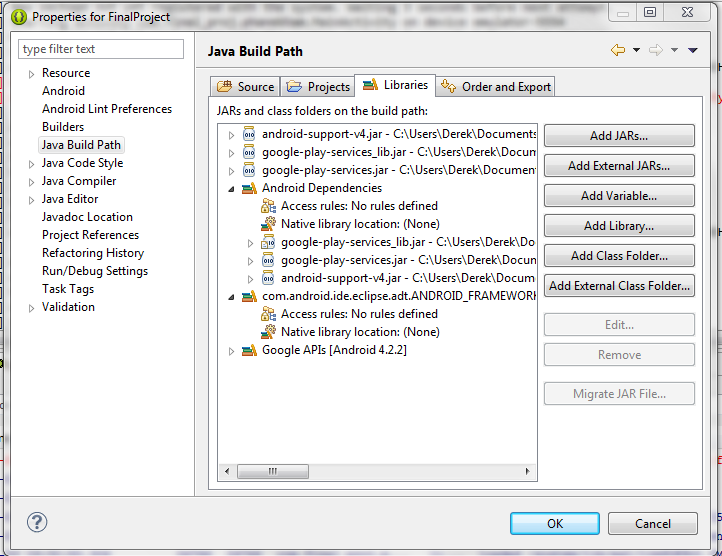 Properties for FinalProject
type filter text
Resource
Android
Android Lint Preferences
Builders
Java Build Path
Java Code Style
Java Compiler
Java Editor
Javadoc Location
Project References
Refactoring History
Run/Debug Settings
Task Tags
Validation
Java Build Path
Source
Projects
Libraries
Order and Export
JARs and class folders on the build path:
android-support-v4.jar - C:\Users\Derek\Documents
google-play-services_lib.jar - C:\Users\Derek\Document
google-play-services.jar - C:\Users\Derek\Document
Android Dependencies
Access rules: No rules defined
Native library location: (None)
google-play-services_lib.jar - C:\Users\Derek\Do
google-play-services.jar - C:\Users\Derek\Docum
android-support-v4.jar - C:\Users\Derek\Docum
com.android.ide.eclipse.adt.ANDROID_FRAMEWORK
Access rules: No rules defined
Native library location: (None)
Google APIs [Android 4.2.2]
Add JARs...
Add External JARs...
Add Variable...
Add Library...
Add Class Folder...
Add External Class Folder...
Edit...
Remove
Migrate JAR File...
OK
Cancel